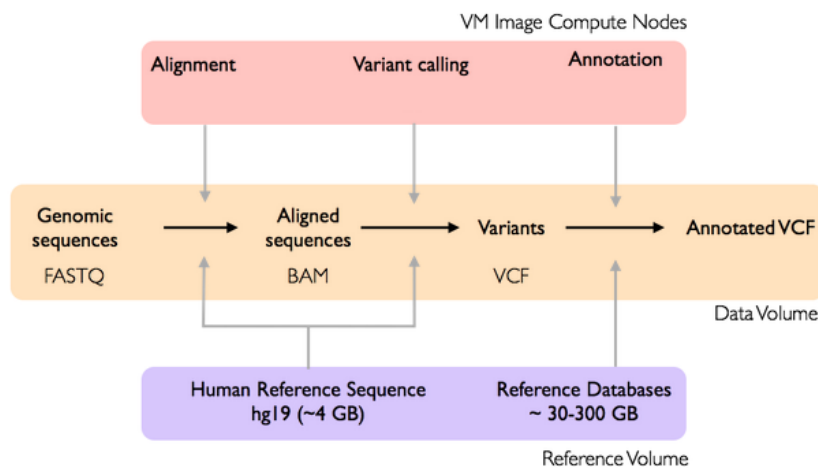 VM Image Compute Nodes
Alignment
Variant calling
Annotation
Genomic
sequences
FASTQ
Aligned
sequences
BAM
Variants
VCF
Annotated VCF
Data Volume
Human Reference Sequence
hg19 (~4 GB)
Reference Databases
~ 30-300 GB
Reference Volume